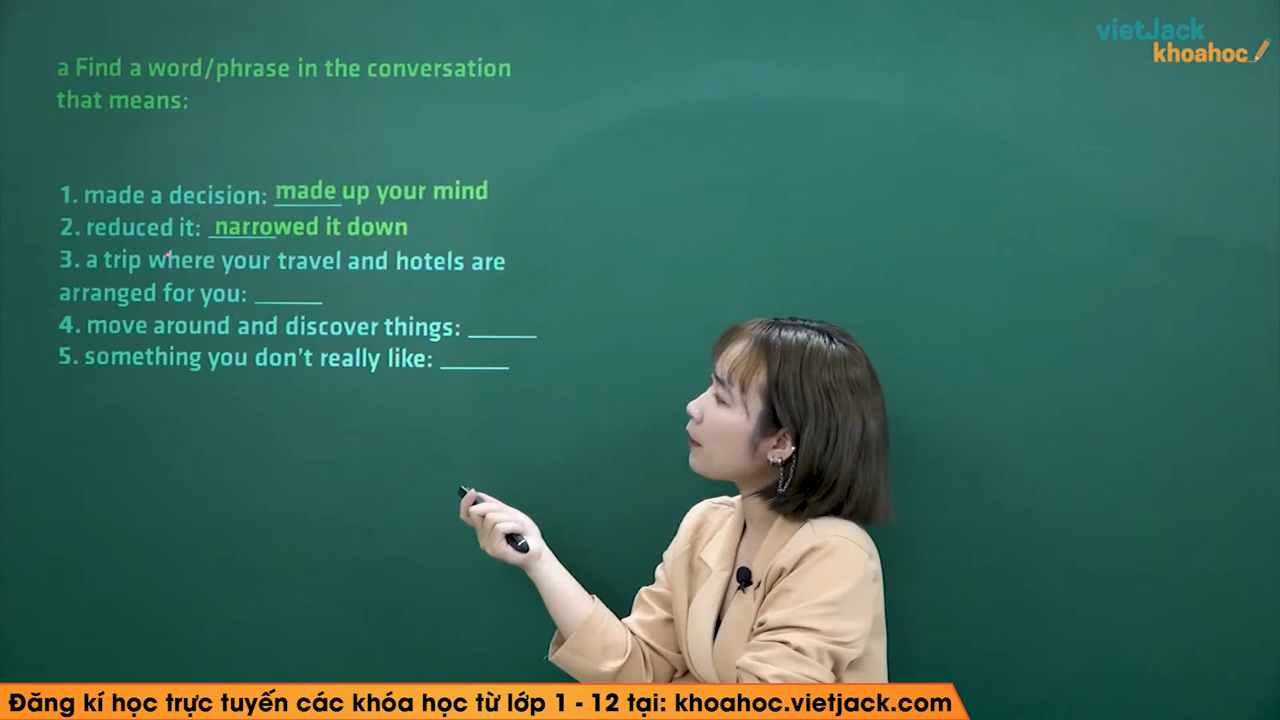 vietJack
khoahoc
a Find a word/phrase in the conversation
that means:
1. made a decision: made up your mind
2. reduced it: narrowed it down
3. a trip where your travel and hotels are
arranged for you: ______
4. move around and discover things: ______
5. something you don't really like: ______
Đăng kí học trực tuyến các khóa học từ lớp 1 - 12 tại: khoahoc.vietjack.com